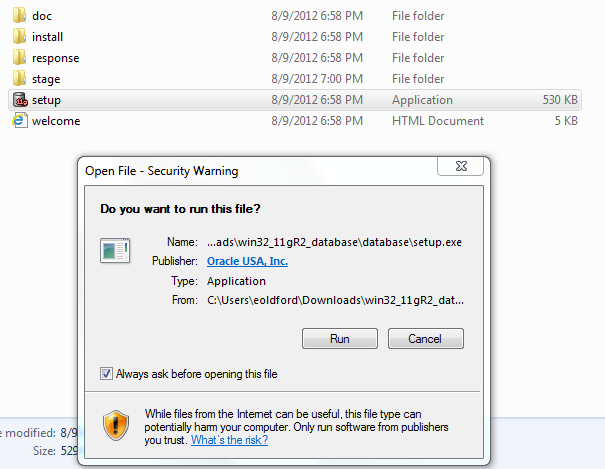 doc 8/9/2012 6:58 PM File folder
install 8/9/2012 6:58 PM File folder
response 8/9/2012 6:58 PM File folder
stage 8/9/2012 7:00 PM File folder
setup 8/9/2012 6:58 PM Application 530 KB
welcome 8/9/2012 6:58 PM HTML Document 5 KB
Open File - Security Warning
Do you want to run this file?
Name: ...ads\win32_11gR2_database\database\setup.exe
Publisher: Oracle USA, Inc.
Type: Application
From: C:\Users\eoldford\Downloads\win32_11gR2_dat...
Run Cancel
Always ask before opening this file
While files from the Internet can be useful, this file type can
potentially harm your computer. Only run software from publishers
you trust. What's the risk?
e modified: 8/9
Size: 529